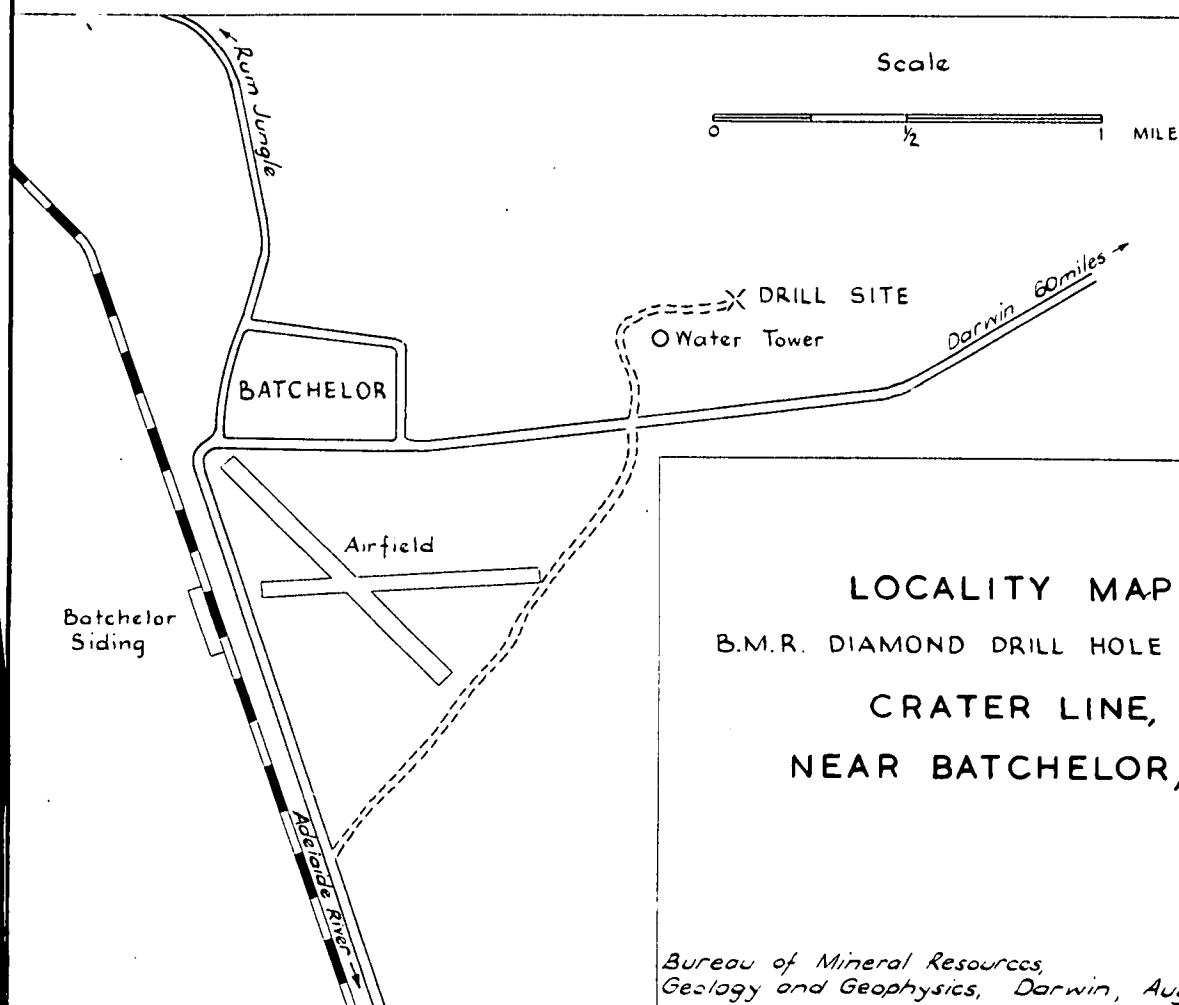 Rum Jungle
Scale
0 ½ 1 MILE
DRILL SITE
Water Tower
Darwin 60 miles
BATCHELOR
Airfield
Batchelor
Siding
Adelaide River
LOCALITY MAP
B.M.R. DIAMOND DRILL HOLE
CRATER LINE,
NEAR BATCHELOR,
Bureau of Mineral Resources,
Geology and Geophysics, Darwin, Aug